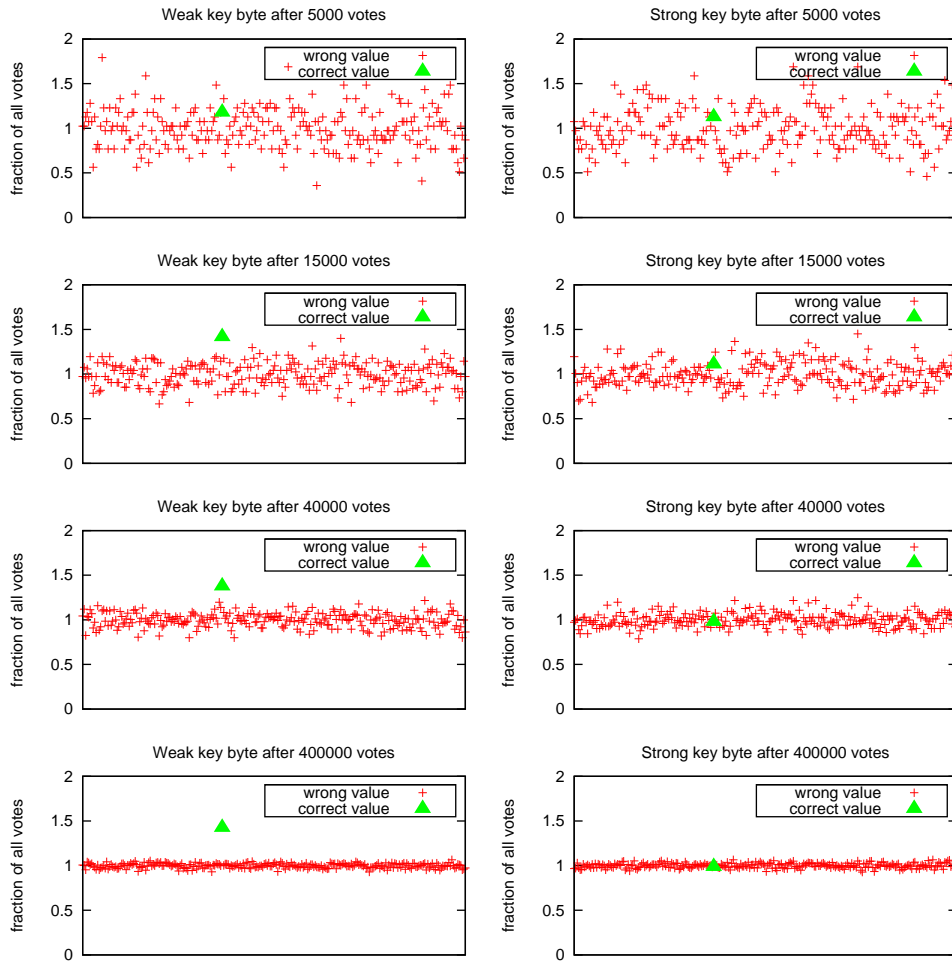 Weak key byte after 5000 votes
fraction of all votes
2
1.5
1
0.5
0
wrong value
correct value
Strong key byte after 5000 votes
fraction of all votes
2
1.5
1
0.5
0
wrong value
correct value
Weak key byte after 15000 votes
fraction of all votes
2
1.5
1
0.5
0
wrong value
correct value
Strong key byte after 15000 votes
fraction of all votes
2
1.5
1
0.5
0
wrong value
correct value
Weak key byte after 40000 votes
fraction of all votes
2
1.5
1
0.5
0
wrong value
correct value
Strong key byte after 40000 votes
fraction of all votes
2
1.5
1
0.5
0
wrong value
correct value
Weak key byte after 400000 votes
fraction of all votes
2
1.5
1
0.5
0
wrong value
correct value
Strong key byte after 400000 votes
fraction of all votes
2
1.5
1
0.5
0
wrong value
correct value